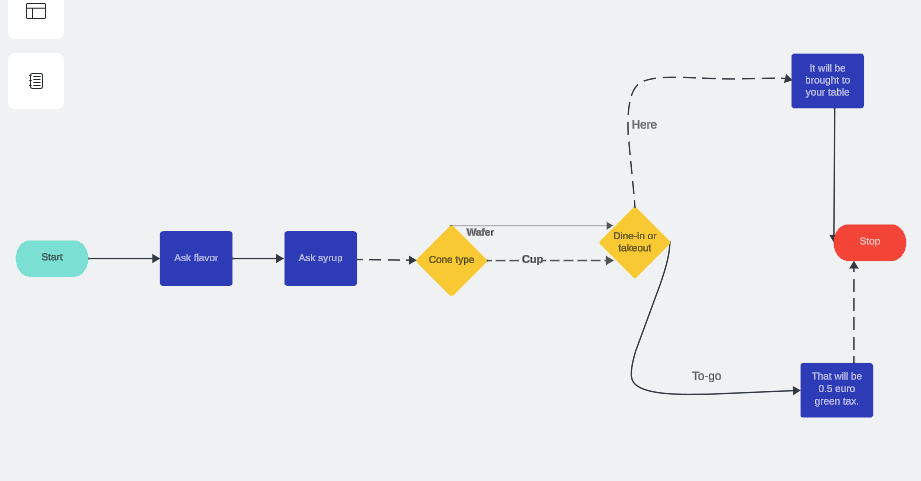 It will be
brought to
your table
Here
Wafer
Dine-in or
takeout
Start
Ask flavor
Ask syrup
Cone type
Cup
Stop
To-go
That will be
0.5 euro
green tax.